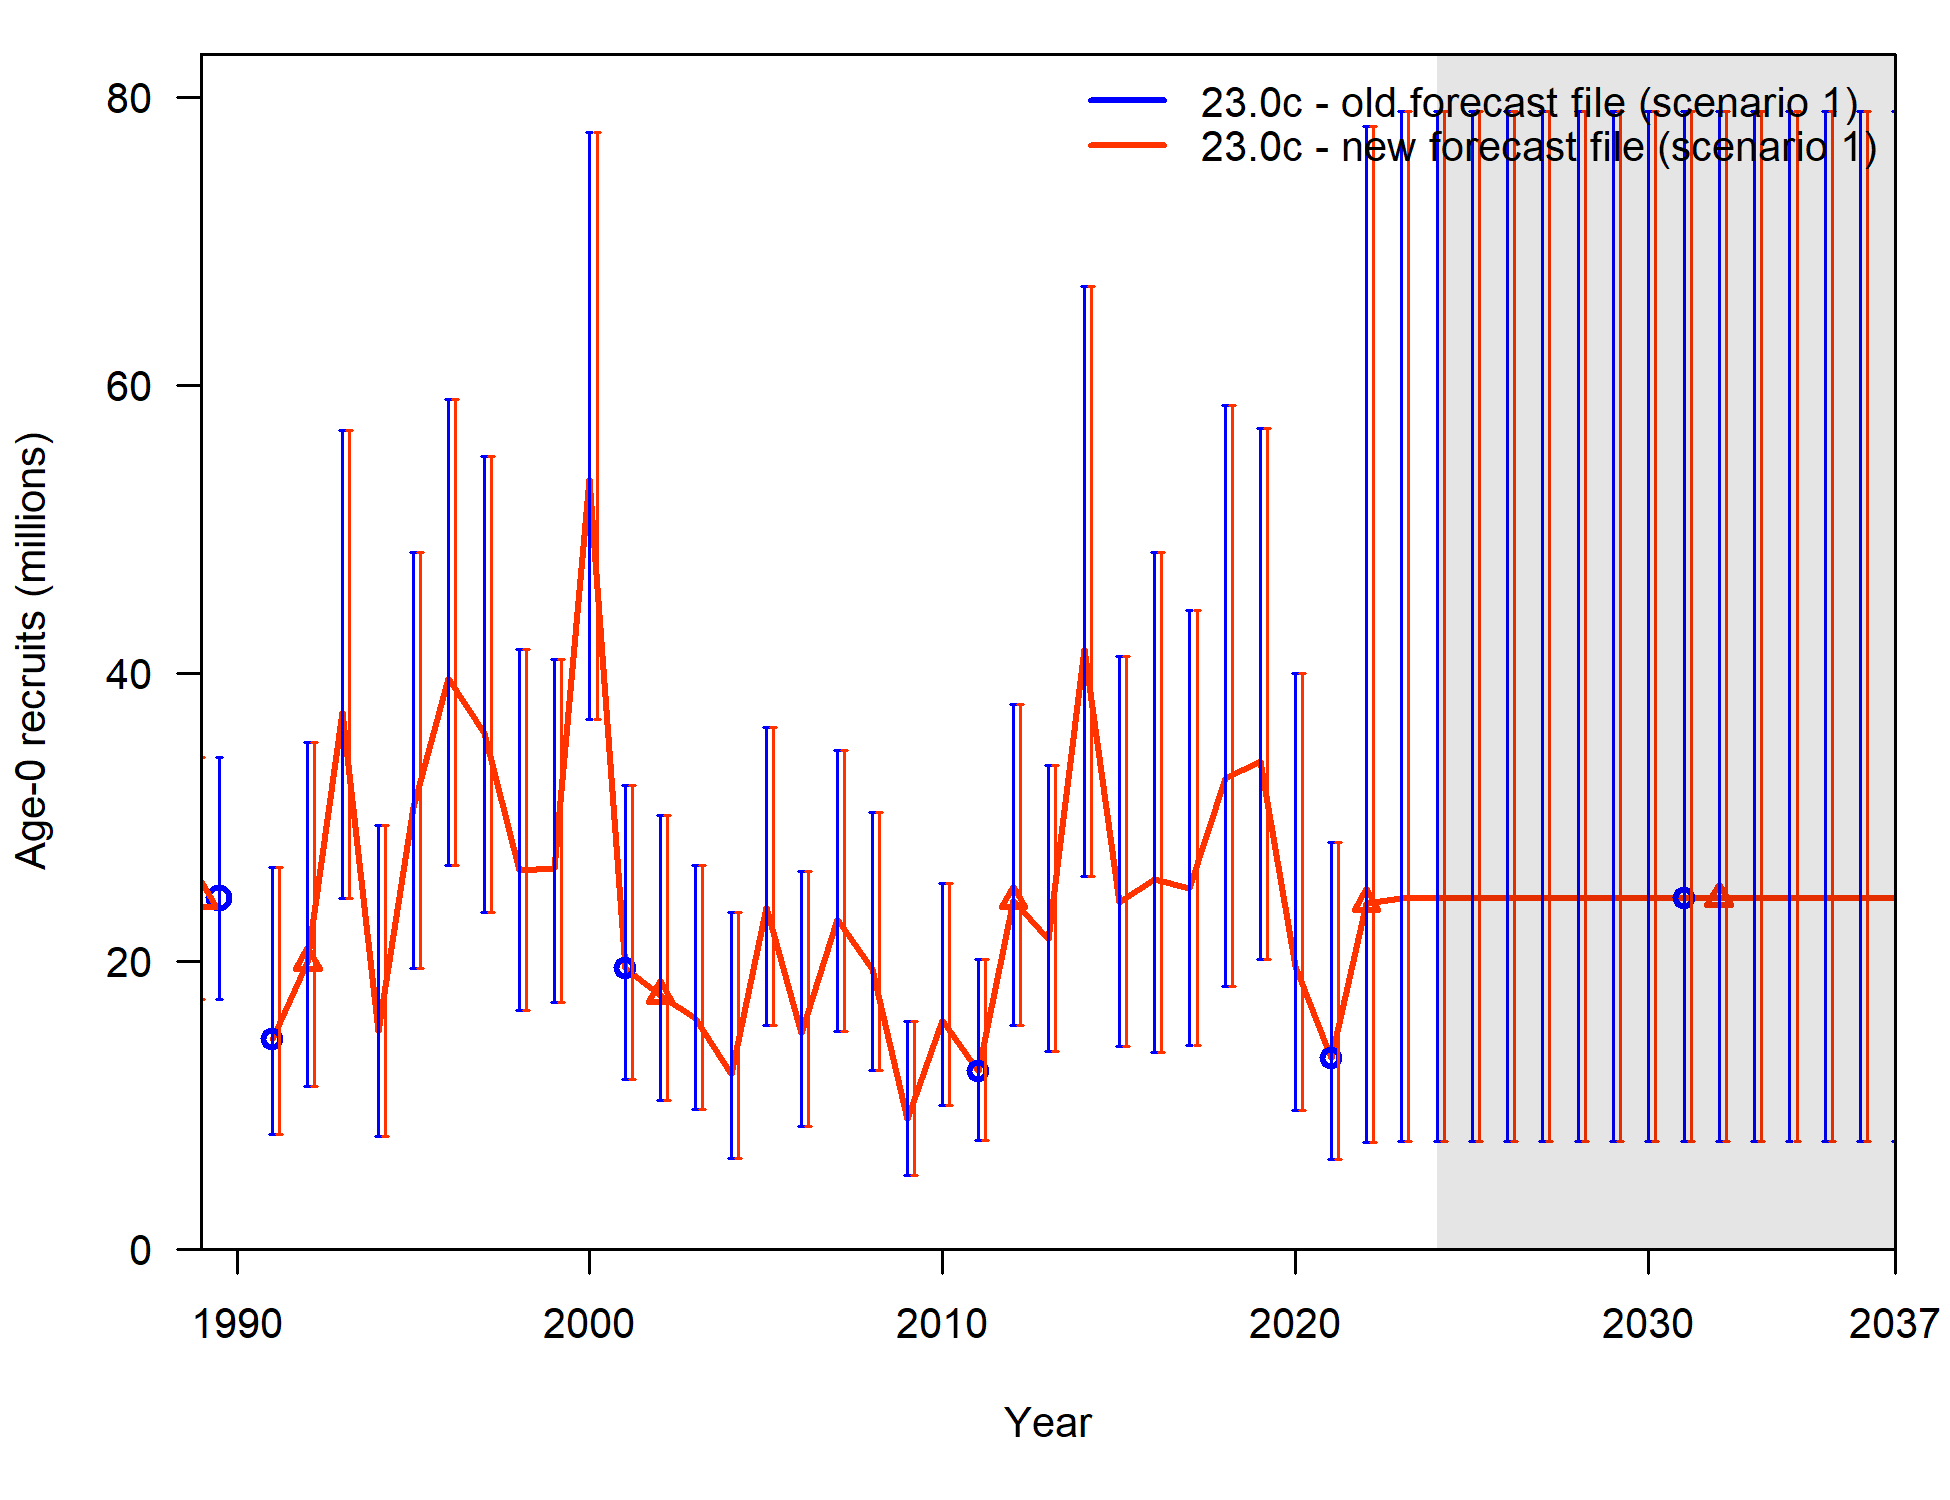 23.0c - old forecast file (scenario 1)
23.0c - new forecast file (scenario 1)
Age-0 recruits (millions)
80
60
40
20
0
1990 2000 2010 2020 2030 2037
Year